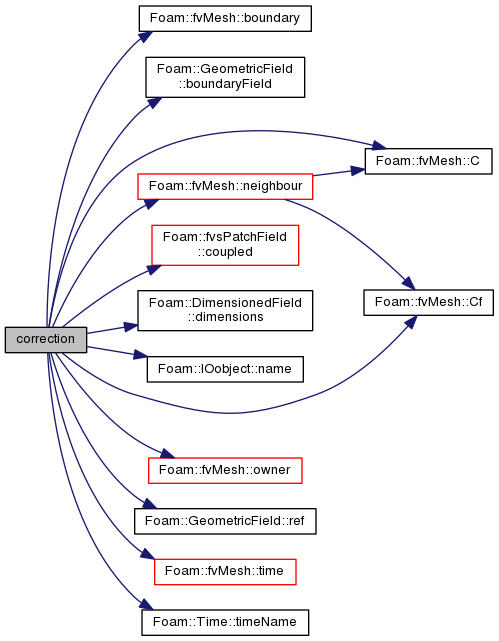 Foam::fvMesh::boundary
Foam::GeometricField
::boundaryField
Foam::fvMesh::C
Foam::fvMesh::neighbour
Foam::fvsPatchField
::coupled
Foam::DimensionedField
::dimensions
Foam::fvMesh::Cf
correction
Foam::IOobject::name
Foam::fvMesh::owner
Foam::GeometricField::ref
Foam::fvMesh::time
Foam::Time::timeName